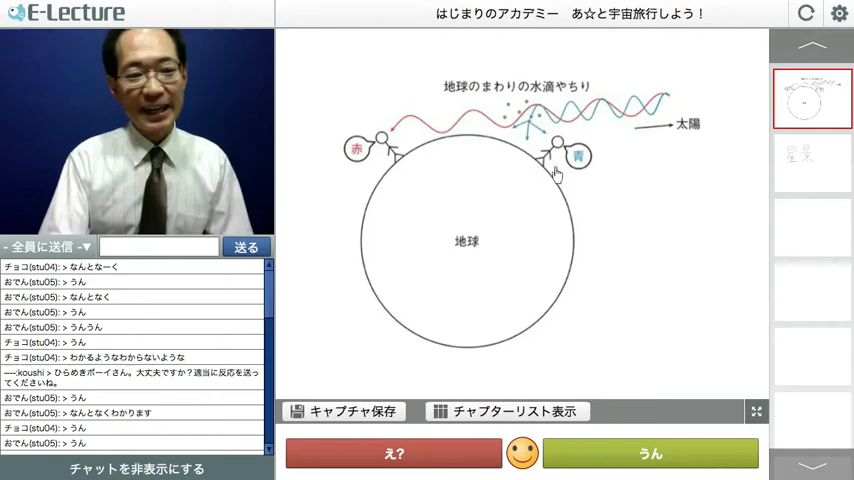 E-Lecture
はじまりのアカデミー　あ☆と宇宙旅行しよう！
地球のまわりの水滴やちり
太陽
赤
青
地球
- 全員に送信 -▼
送る
チョコ(stu04): > なんとなーく
おでん(stu05): > うん
おでん(stu05): > なんとなく
おでん(stu05): > うん
おでん(stu05): > うんうん
チョコ(stu04): > うん
チョコ(stu04): > わかるようなわからないような
----:koushi > ひらめきボーイさん。大丈夫ですか？適当に反応を送っ
てくださいね。
おでん(stu05): > うん
おでん(stu05): > なんとなくわかります
チョコ(stu04): > うん
おでん(stu05): > うん
チャットを非表示にする
キャプチャ保存
チャプターリスト表示
え?
うん
星景